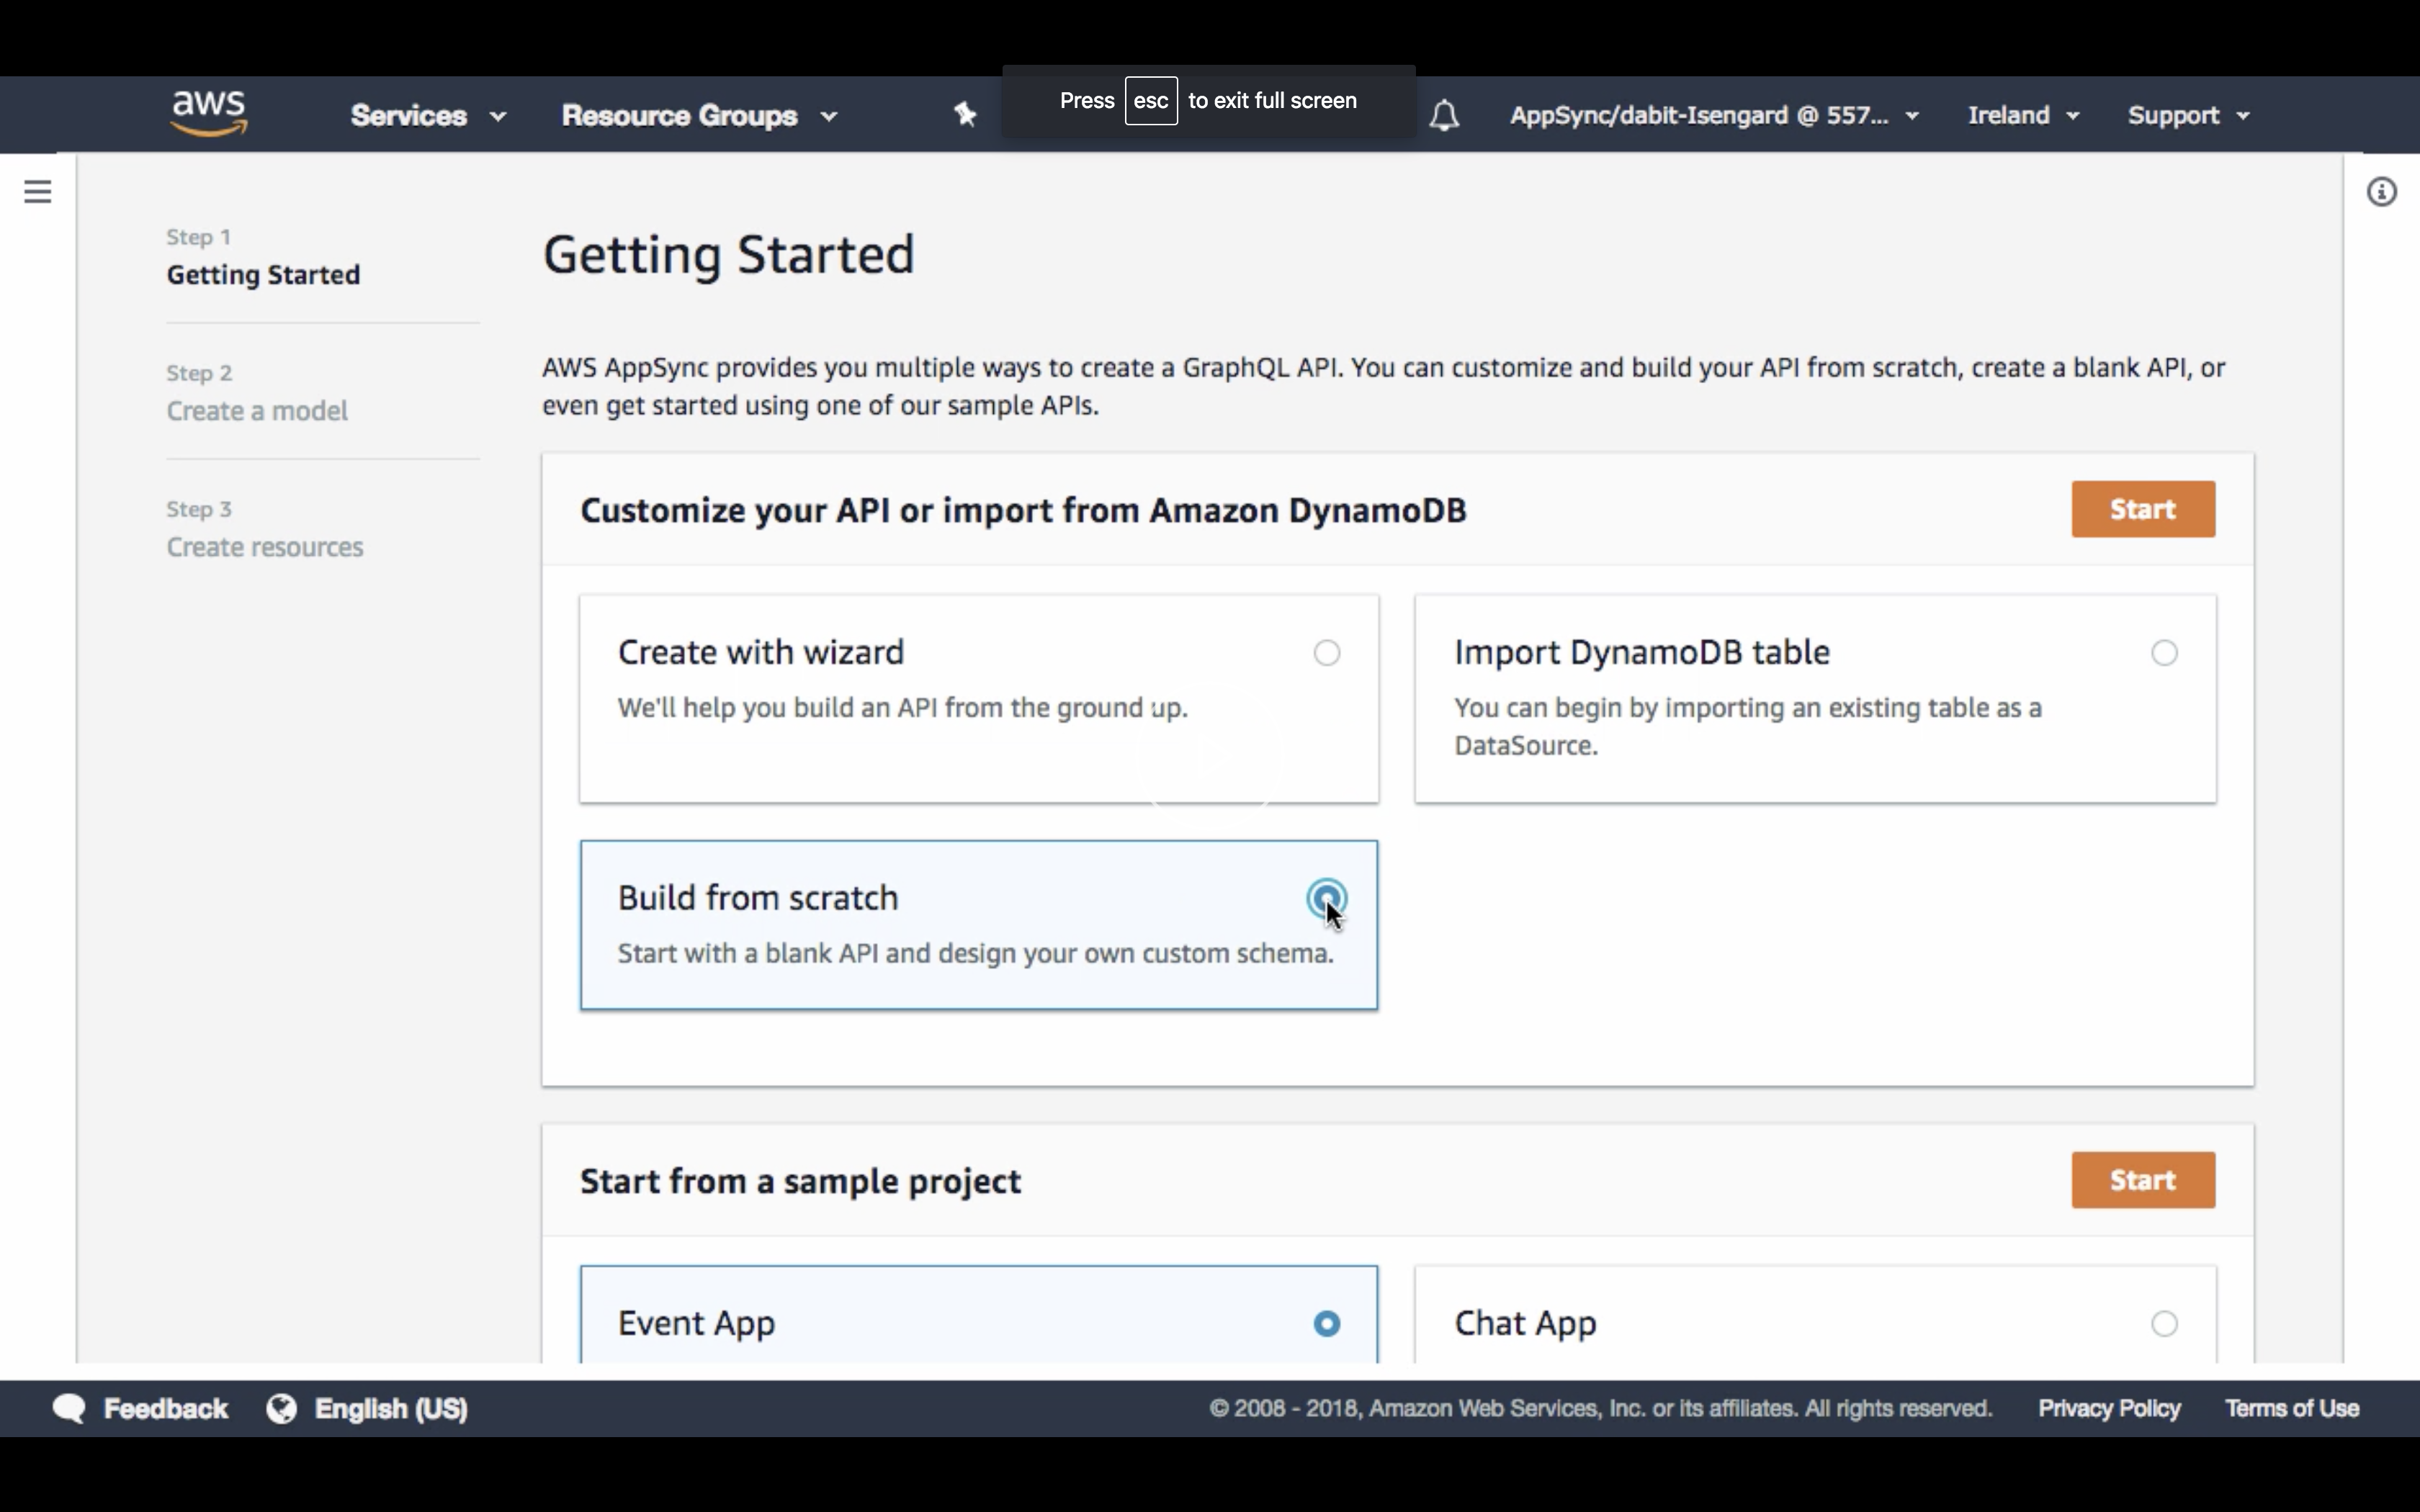 aws
Services
Resource Groups
Press esc to exit full screen
AppSync/dabit-Isengard @ 557...
Ireland
Support
Step 1
Getting Started
Step 2
Create a model
Step 3
Create resources
Getting Started
AWS AppSync provides you multiple ways to create a GraphQL API. You can customize and build your API from scratch, create a blank API, or
even get started using one of our sample APIs.
Customize your API or import from Amazon DynamoDB
Start
Create with wizard
We'll help you build an API from the ground up.
Import DynamoDB table
You can begin by importing an existing table as a
DataSource.
Build from scratch
Start with a blank API and design your own custom schema.
Start from a sample project
Start
Event App
Chat App
Feedback
English (US)
© 2008 - 2018, Amazon Web Services, Inc. or its affiliates. All rights reserved.
Privacy Policy
Terms of Use